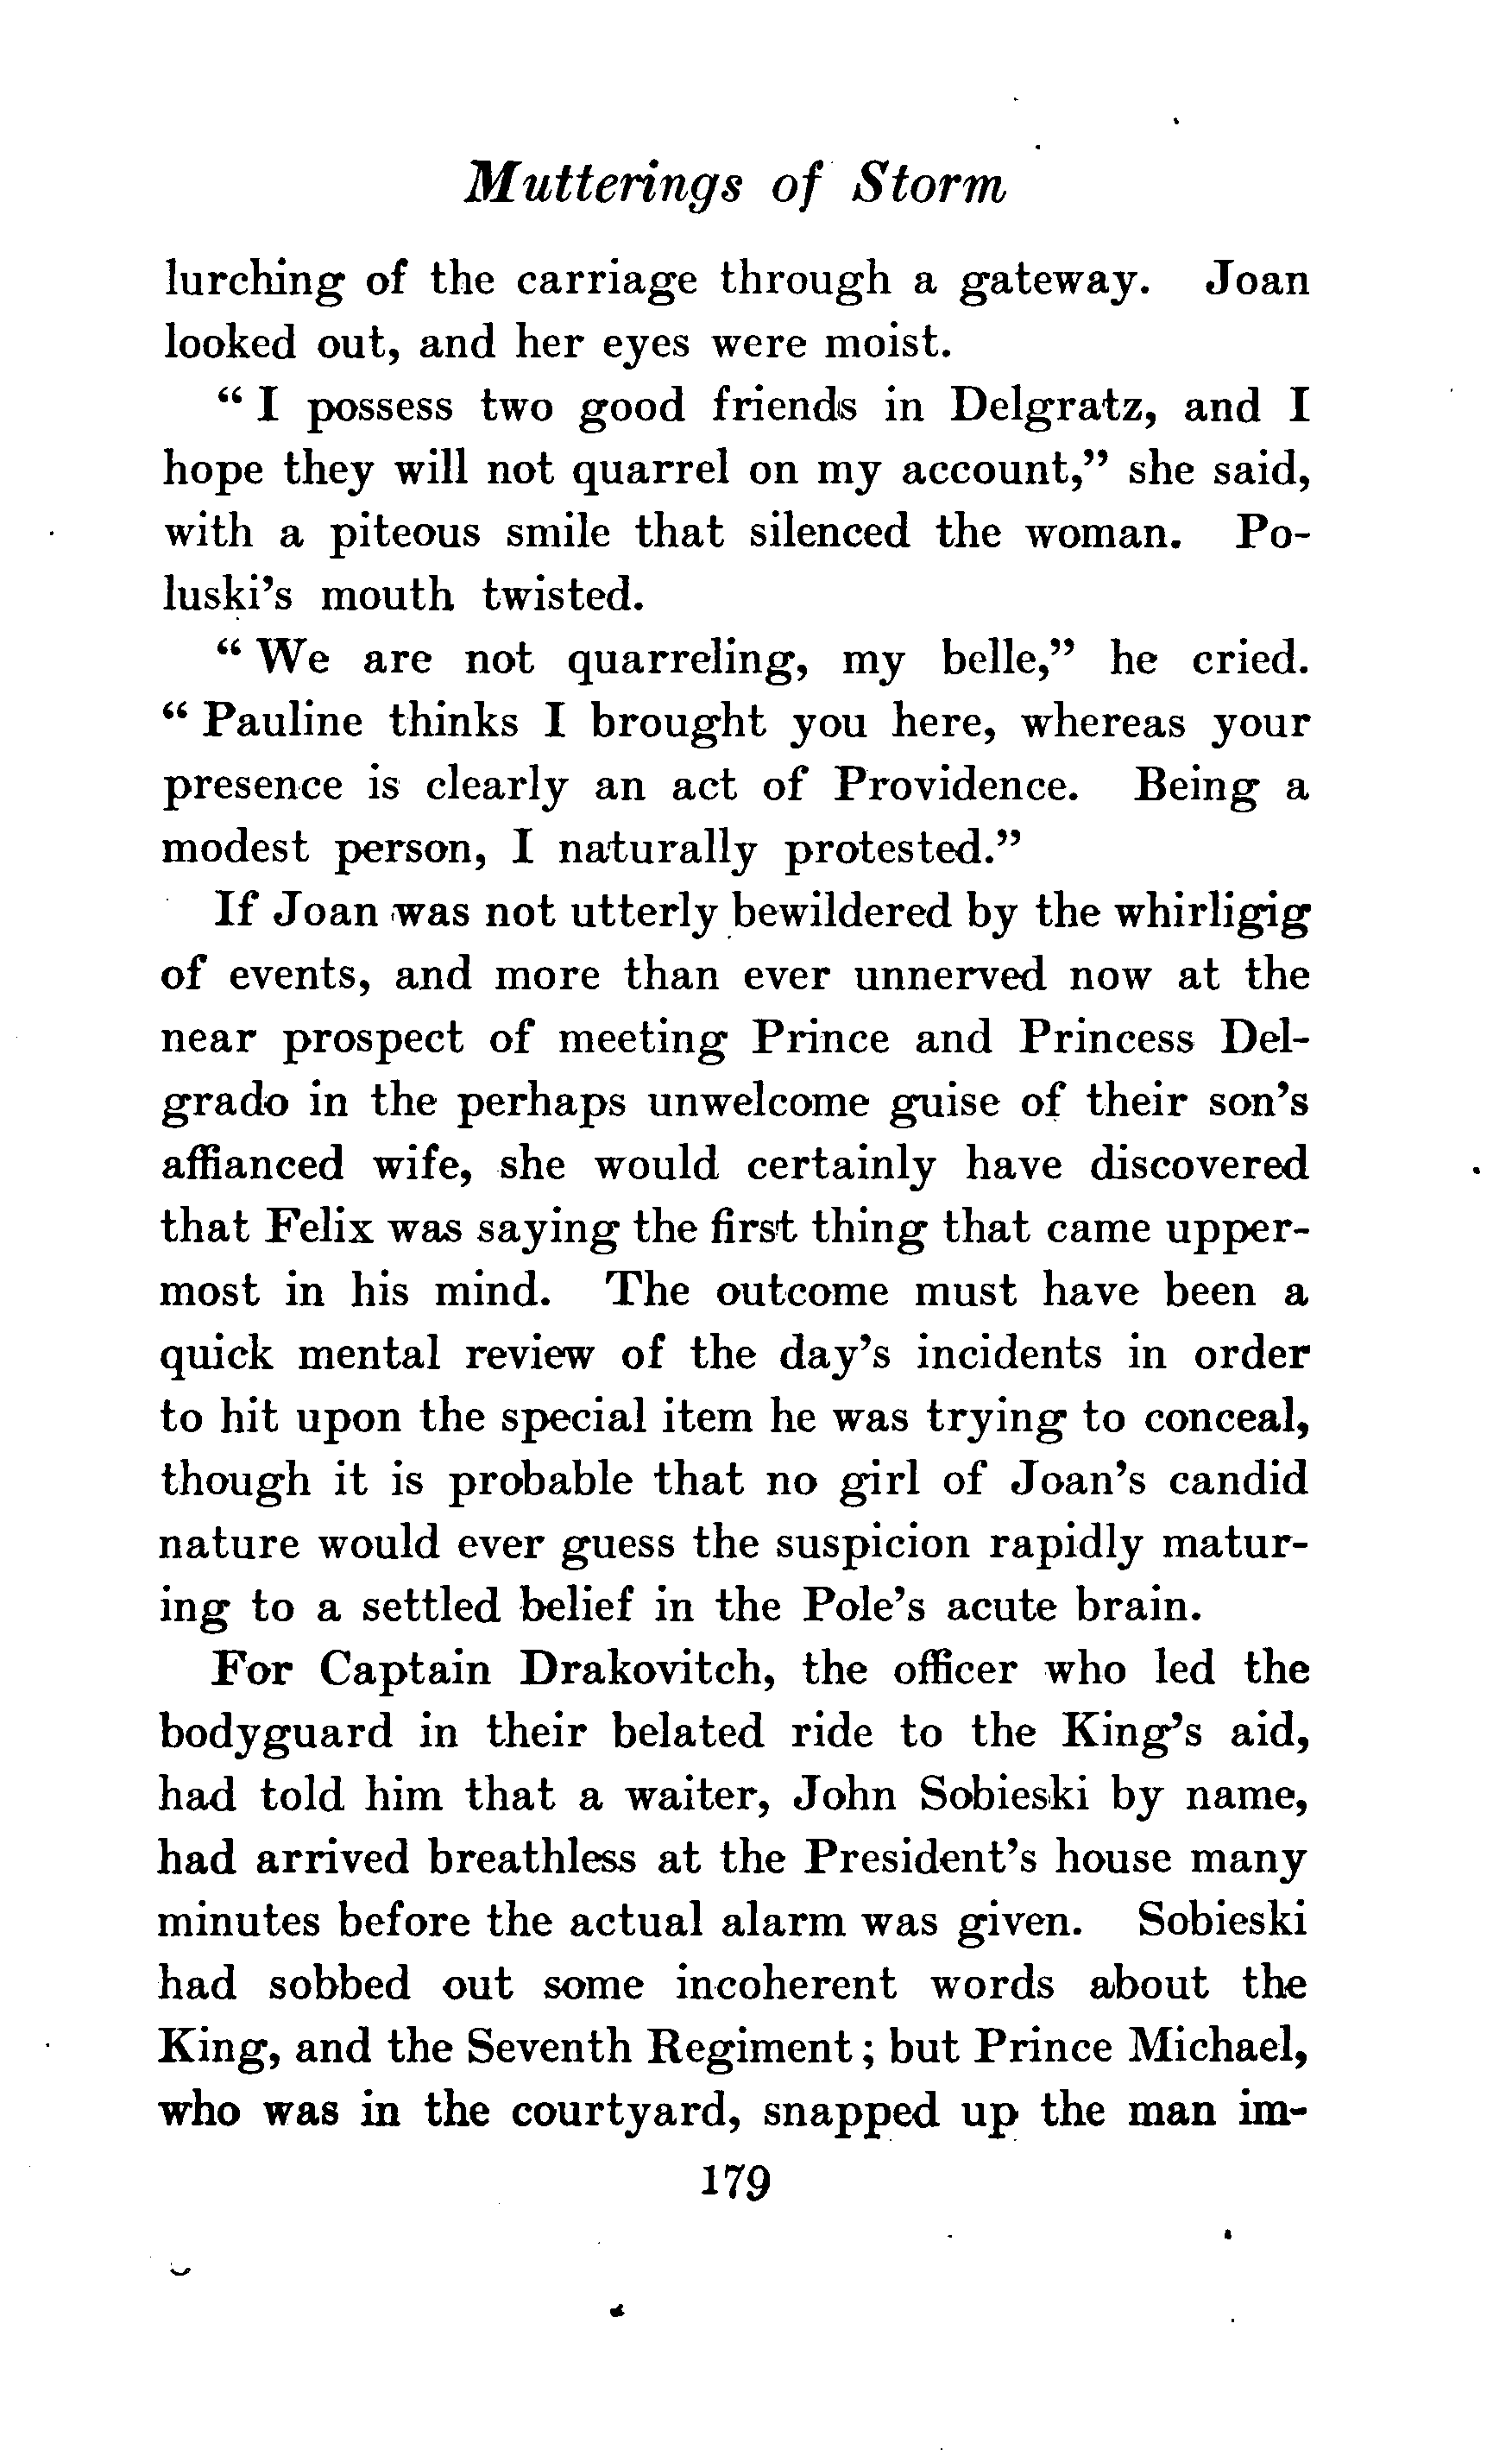 Mutterings of Storm
lurching of the carriage through a gateway. Joan
looked out, and her eyes were moist.
“ I possess two good friends in Delgratz, and I
hope they will not quarrel on my account,” she said,
with a piteous smile that silenced the woman. Po-
luski’s mouth twisted.
“ We are not quarreling, my belle,” he cried.
“ Pauline thinks I brought you here, whereas your
presence is clearly an act of Providence. Being a
modest person, I naturally protested.”
If Joan was not utterly bewildered by the whirligig
of events, and more than ever unnerved now at the
near prospect of meeting Prince and Princess Del-
grado in the perhaps unwelcome guise of their son’s
affianced wife, she would certainly have discovered
that Felix was saying the first thing that came upper-
most in his mind. The outcome must have been a
quick mental review of the day’s incidents in order
to hit upon the special item he was trying to conceal,
though it is probable that no girl of Joan’s candid
nature would ever guess the suspicion rapidly matur-
ing to a settled belief in the Pole’s acute brain.
For Captain Drakovitch, the officer who led the
bodyguard in their belated ride to the King’s aid,
had told him that a waiter, John Sobieski by name,
had arrived breathless at the President’s house many
minutes before the actual alarm was given. Sobieski
had sobbed out some incoherent words about the
King, and the Seventh Regiment ; but Prince Michael,
who was in the courtyard, snapped up the man im-
179